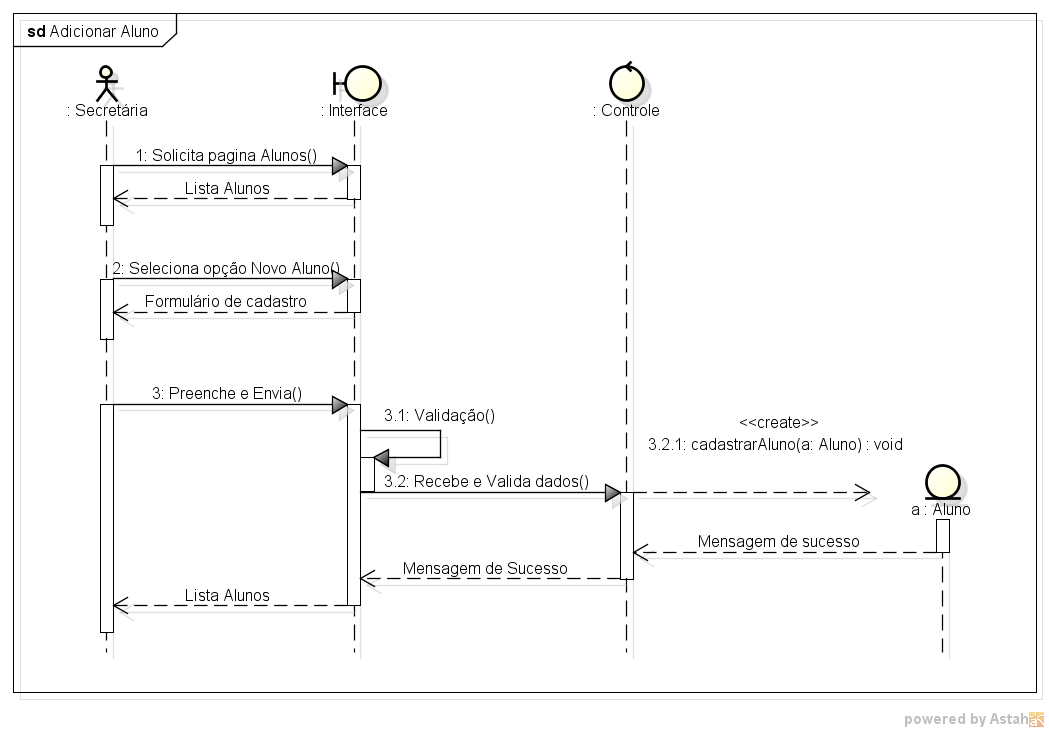 sd Adicionar Aluno
: Secretária
: Interface
: Controle
1: Solicita pagina Alunos()
Lista Alunos
2: Seleciona opção Novo Aluno()
Formulário de cadastro
3: Preenche e Envia()
3.1: Validação()
<<create>>
3.2.1: cadastrarAluno(a: Aluno) : void
3.2: Recebe e Valida dados()
a : Aluno
Mensagem de sucesso
Mensagem de Sucesso
Lista Alunos
powered by Astah